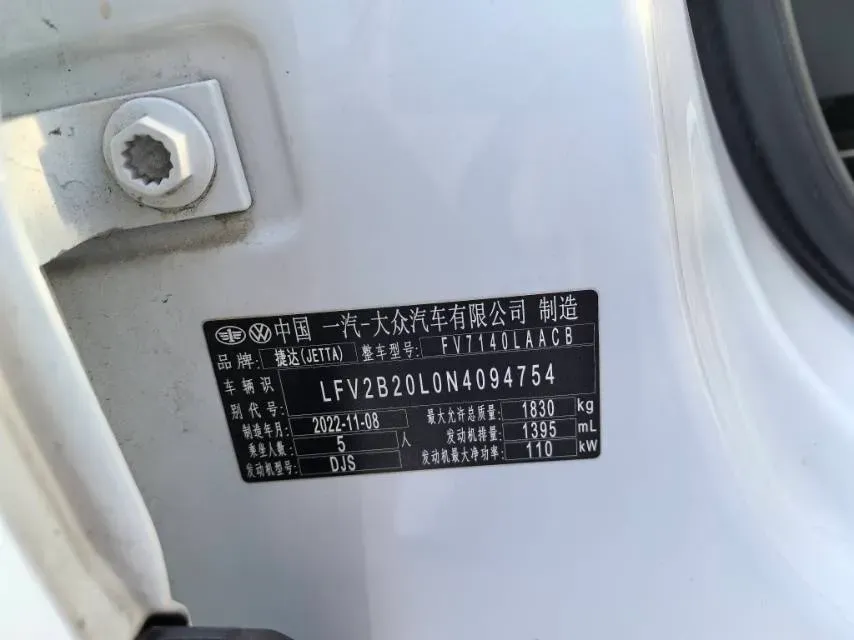 中国 一汽-大众汽车有限公司 制造
品牌: 捷达(JETTA) 整车型号: FV7140LAACB
车辆识别代号: LFV2B20L0N4094754
制造年月: 2022-11-08 最大允许总质量: 1830 kg
乘坐人数: 5 人 发动机排量: 1395 mL
发动机型号: DJS 发动机最大净功率: 110 kW